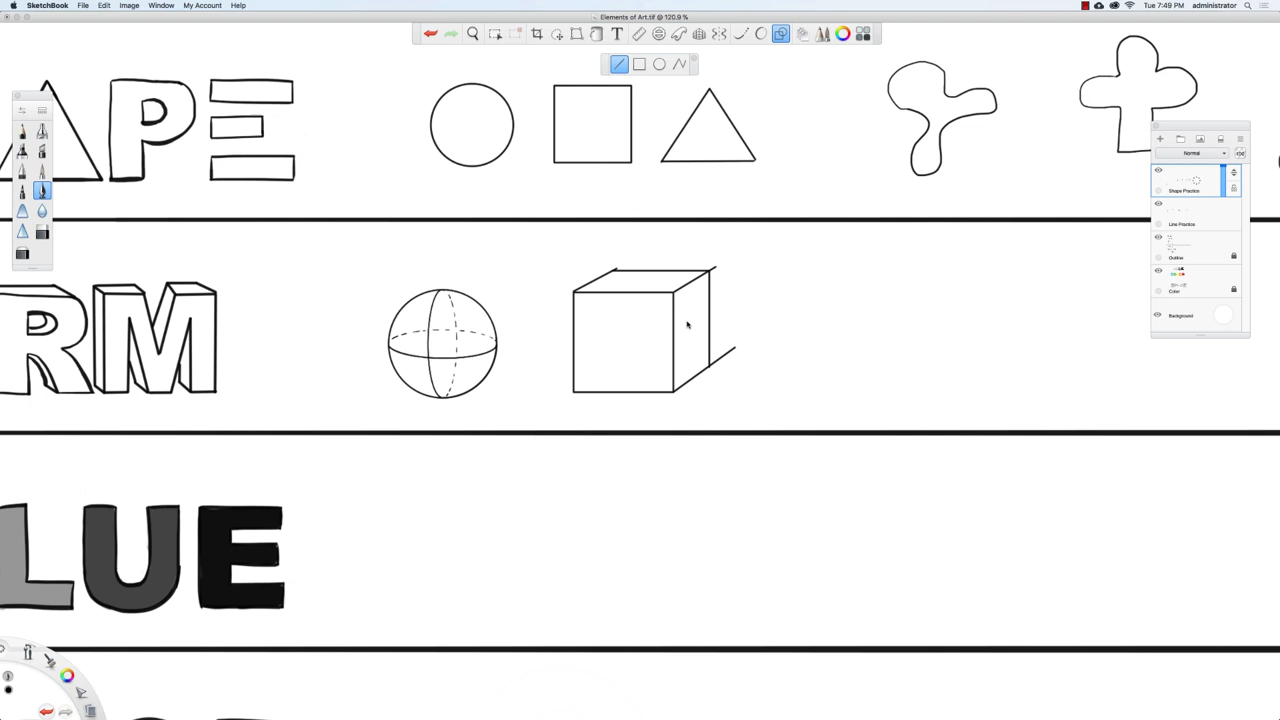 SketchBook File Edit Image Window My Account Help
Tue 7:49 PM administrator
Elements of Art.tif @ 120.9 %
T
APE
Normal
Shape Practice
Line Practice
Outline
Color
Background
RM
LUE